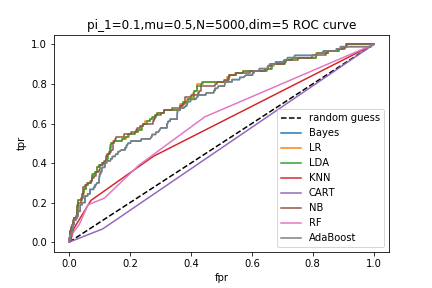 pi_1=0.1,mu=0.5,N=5000,dim=5 ROC curve
tpr
1.0
0.8
0.6
0.4
0.2
0.0
random guess
Bayes
LR
LDA
KNN
CART
NB
RF
AdaBoost
0.0 0.2 0.4 0.6 0.8 1.0
fpr